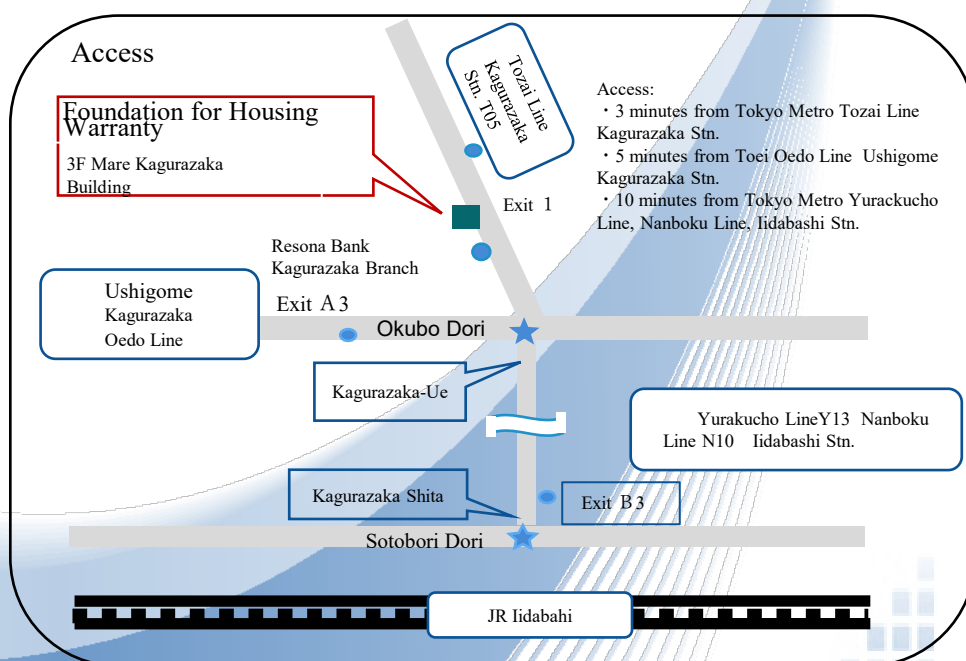 Access
Foundation for Housing
Warranty
3F Mare Kagurazaka
Building
Tozai Line
Kagurazaka
Stn. T05
Access:
・3 minutes from Tokyo Metro Tozai Line
Kagurazaka Stn.
・5 minutes from Toei Oedo Line Ushigome
Kagurazaka Stn.
・10 minutes from Tokyo Metro Yurackucho
Line, Nanboku Line, Iidabashi Stn.
Exit 1
Resona Bank
Kagurazaka Branch
Ushigome
Kagurazaka
Oedo Line
Exit A3
Okubo Dori
Kagurazaka-Ue
Yurakucho LineY13 Nanboku
Line N10 Iidabashi Stn.
Kagurazaka Shita
Exit B3
Sotobori Dori
JR Iidabahi